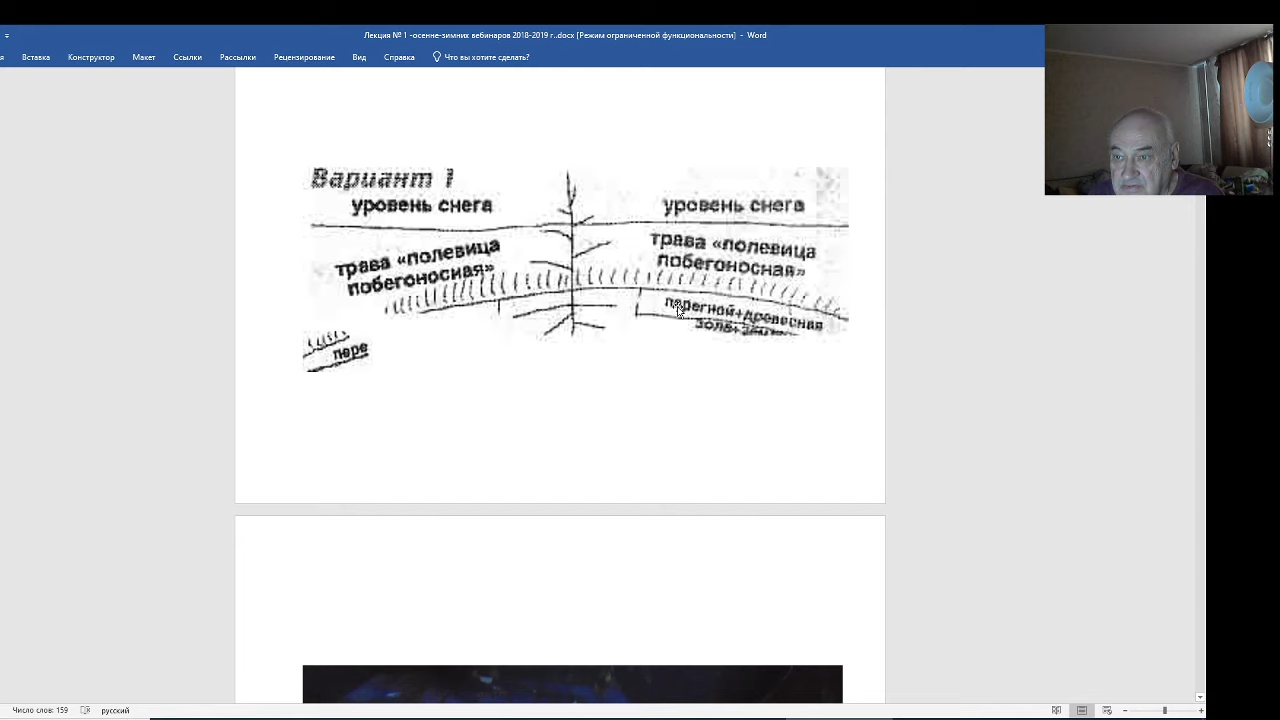 Лекция № 1 -осенне-зимних вебинаров 2018-2019 г..docx [Режим ограниченной функциональности] - Word
я Вставка Конструктор Макет Ссылки Рассылки Рецензирование Вид Справка Что вы хотите сделать?
Вариант 1
уровень снега
уровень снега
трава «полевица
побегоносная»
трава «полевица
побегоносная»
перегной+древесная
зола+
пере
Число слов: 159 русский